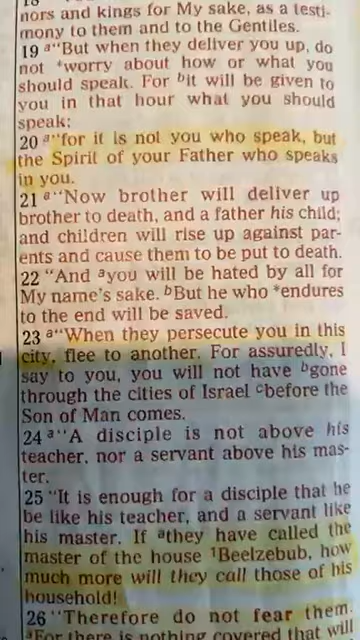 18
nors and kings for My sake, as a testi-
mony to them and to the Gentiles.
19 a"But when they deliver you up, do
not *worry about how or what you
should speak. For bit will be given to
you in that hour what you should
speak;
20 a"for it is not you who speak, but
the Spirit of your Father who speaks
in you.
21 a"Now brother will deliver up
brother to death, and a father his child;
and children will rise up against par-
ents and cause them to be put to death.
22 "And ayou will be hated by all for
My name's sake. bBut he who *endures
to the end will be saved.
23 a"When they persecute you in this
city, flee to another. For assuredly, I
say to you, you will not have bgone
through the cities of Israel cbefore the
Son of Man comes.
24 a"A disciple is not above his
teacher, nor a servant above his mas-
ter.
25 "It is enough for a disciple that he
be like his teacher, and a servant like
his master. If athey have called the
master of the house 1Beelzebub, how
much more will they call those of his
household!
26 "Therefore do not fear them.
aFor there is nothing covered that will